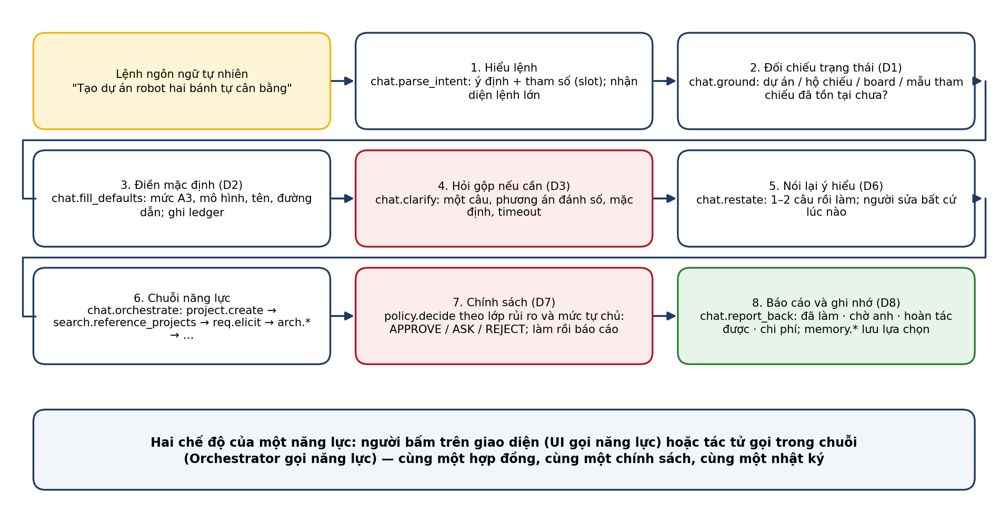 Lệnh ngôn ngữ tự nhiên
"Tạo dự án robot hai bánh tự cân bằng"
1. Hiểu lệnh
chat.parse_intent: ý định + tham số (slot); nhận
diện lệnh lớn
2. Đối chiếu trạng thái (D1)
chat.ground: dự án / hộ chiếu / board / mẫu tham
chiếu đã tồn tại chưa?
3. Điền mặc định (D2)
chat.fill_defaults: mức A3, mô hình, tên, đường
dẫn; ghi ledger
4. Hỏi gộp nếu cần (D3)
chat.clarify: một câu, phương án đánh số, mặc
định, timeout
5. Nói lại ý hiểu (D6)
chat.restate: 1–2 câu rồi làm; người sửa bất cứ
lúc nào
6. Chuỗi năng lực
chat.orchestrate: project.create →
search.reference_projects → req.elicit → arch.*
→ …
7. Chính sách (D7)
policy.decide theo lớp rủi ro và mức tự chủ:
APPROVE / ASK / REJECT; làm rồi báo cáo
8. Báo cáo và ghi nhớ (D8)
chat.report_back: đã làm · chờ anh · hoàn tác
được · chi phí; memory.* lưu lựa chọn
Hai chế độ của một năng lực: người bấm trên giao diện (UI gọi năng lực) hoặc tác tử gọi trong chuỗi
(Orchestrator gọi năng lực) — cùng một hợp đồng, cùng một chính sách, cùng một nhật ký